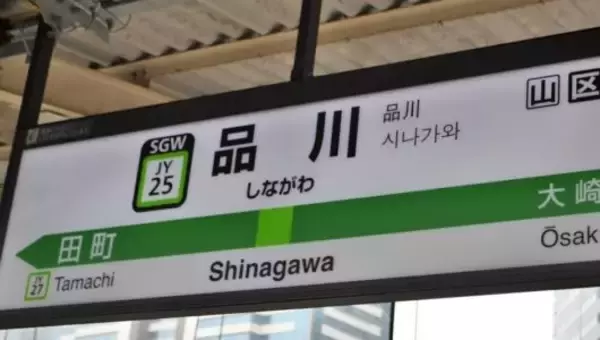 SGW
JY
25
品川
しながわ
品川
시나가와
山 区
田町
大崎
Shinagawa
JY
27
Tamachi
Ōsak